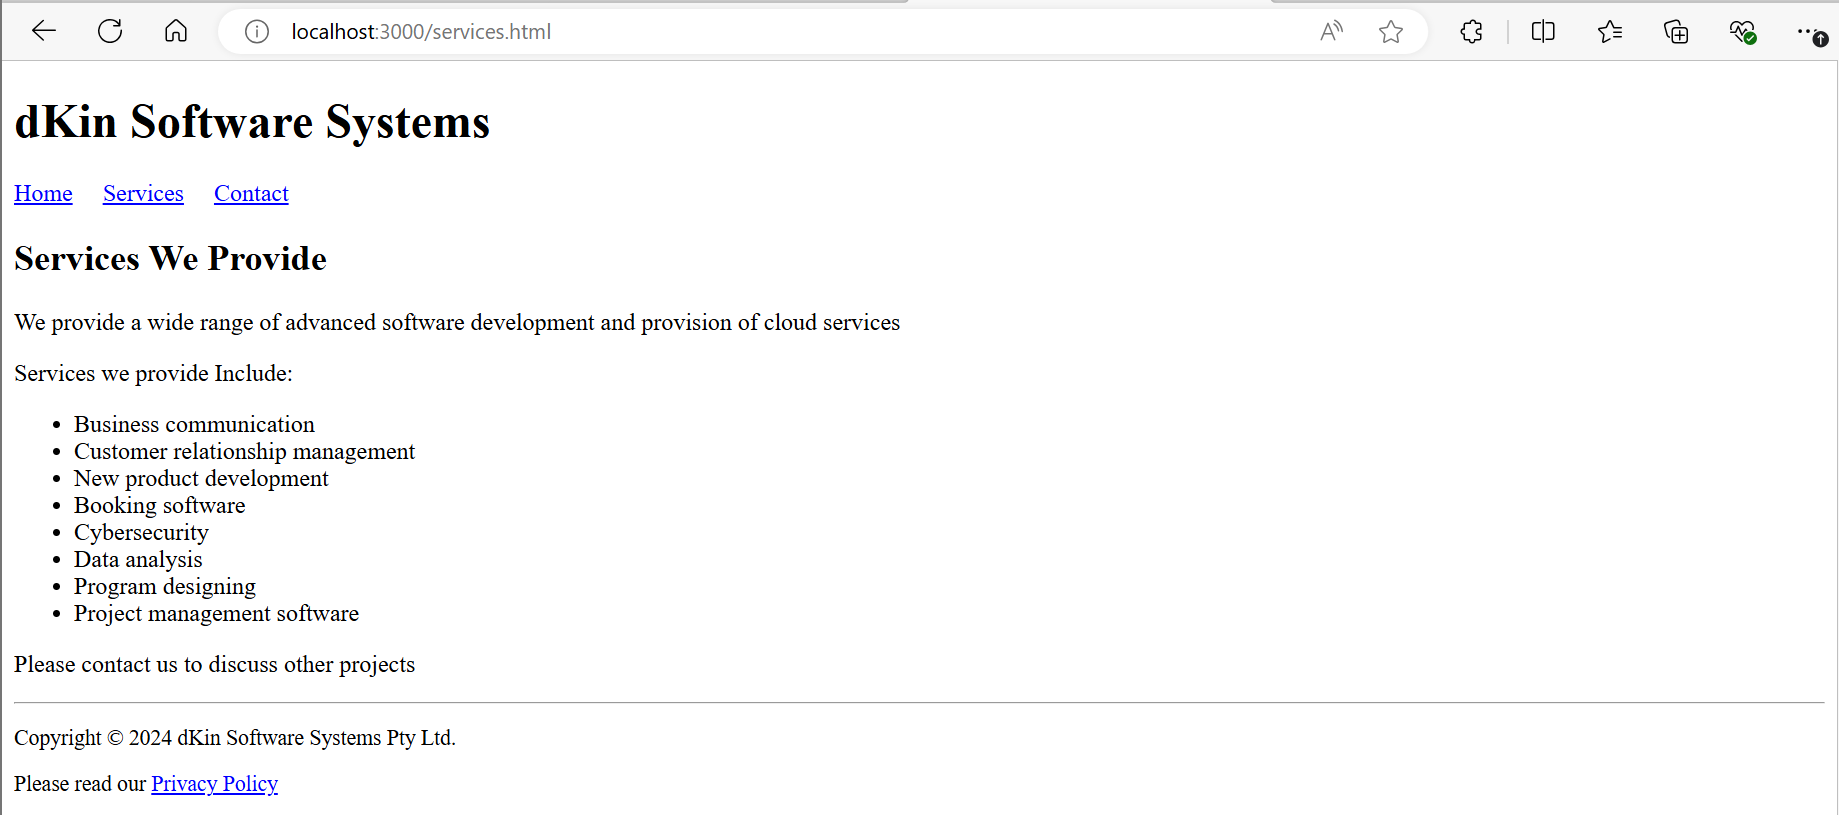 localhost:3000/services.html
dKin Software Systems
Home Services Contact
Services We Provide
We provide a wide range of advanced software development and provision of cloud services
Services we provide Include:
• Business communication
• Customer relationship management
• New product development
• Booking software
• Cybersecurity
• Data analysis
• Program designing
• Project management software
Please contact us to discuss other projects
Copyright © 2024 dKin Software Systems Pty Ltd.
Please read our Privacy Policy